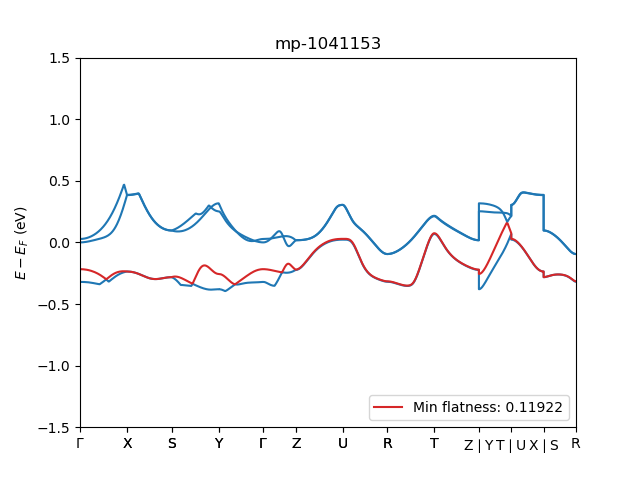 mp-1041153
E − E_F (eV)
1.5
1.0
0.5
0.0
−0.5
−1.0
−1.5
Min flatness: 0.11922
Γ X S Y Γ Z U R T Z|Y T|U X|S R